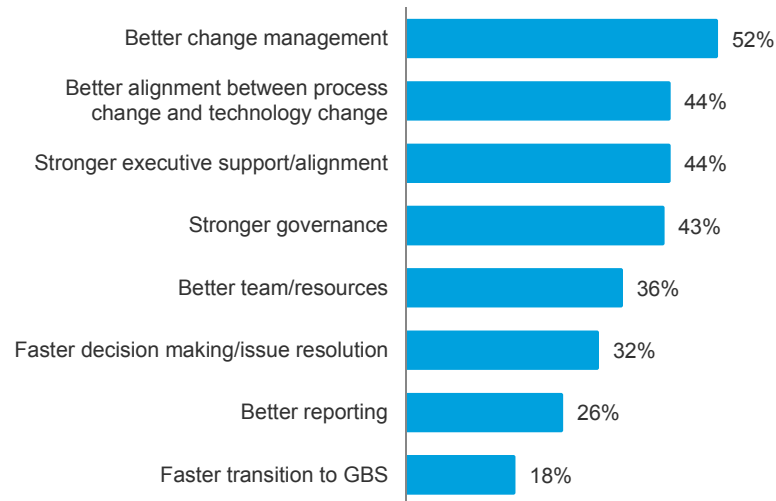 Better change management
52%
Better alignment between process
change and technology change
44%
Stronger executive support/alignment
44%
Stronger governance
43%
Better team/resources
36%
Faster decision making/issue resolution
32%
Better reporting
26%
Faster transition to GBS
18%